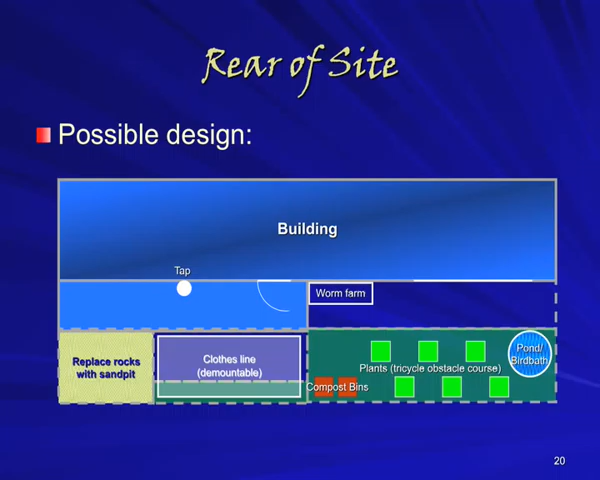 Rear of Site
Possible design:
Building
Tap
Worm farm
Replace rocks
with sandpit
Clothes line
(demountable)
Pond/
Birdbath
Plants (tricycle obstacle course)
Compost Bins
20